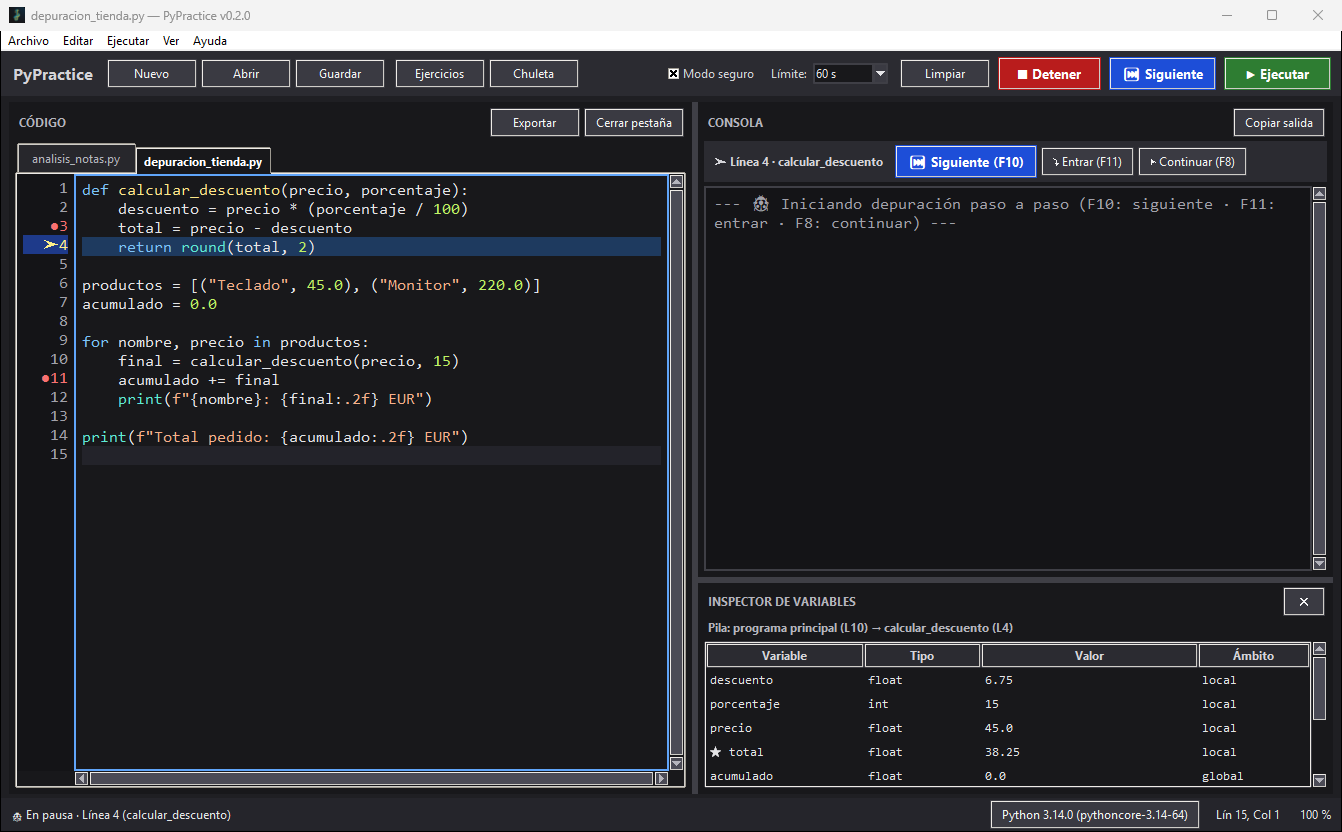 depuracion_tienda.py — PyPractice v0.2.0
Archivo Editar Ejecutar Ver Ayuda
PyPractice Nuevo Abrir Guardar Ejercicios Chuleta Modo seguro Límite: 60 s Limpiar Detener Siguiente Ejecutar
CÓDIGO Exportar Cerrar pestaña
analisis_notas.py depuracion_tienda.py
1 def calcular_descuento(precio, porcentaje):
2     descuento = precio * (porcentaje / 100)
●3     total = precio - descuento
➤4     return round(total, 2)
5
6 productos = [("Teclado", 45.0), ("Monitor", 220.0)]
7 acumulado = 0.0
8
9 for nombre, precio in productos:
10     final = calcular_descuento(precio, 15)
●11     acumulado += final
12     print(f"{nombre}: {final:.2f} EUR")
13
14 print(f"Total pedido: {acumulado:.2f} EUR")
15
CONSOLA Copiar salida
➤ Línea 4 · calcular_descuento ⏭ Siguiente (F10) ⤵ Entrar (F11) ▸ Continuar (F8)
--- 🐞 Iniciando depuración paso a paso (F10: siguiente · F11:
entrar · F8: continuar) ---
INSPECTOR DE VARIABLES ✕
Pila: programa principal (L10) → calcular_descuento (L4)
Variable Tipo Valor Ámbito
descuento float 6.75 local
porcentaje int 15 local
precio float 45.0 local
★ total float 38.25 local
acumulado float 0.0 global
En pausa · Línea 4 (calcular_descuento) Python 3.14.0 (pythoncore-3.14-64) Lín 15, Col 1 100 %